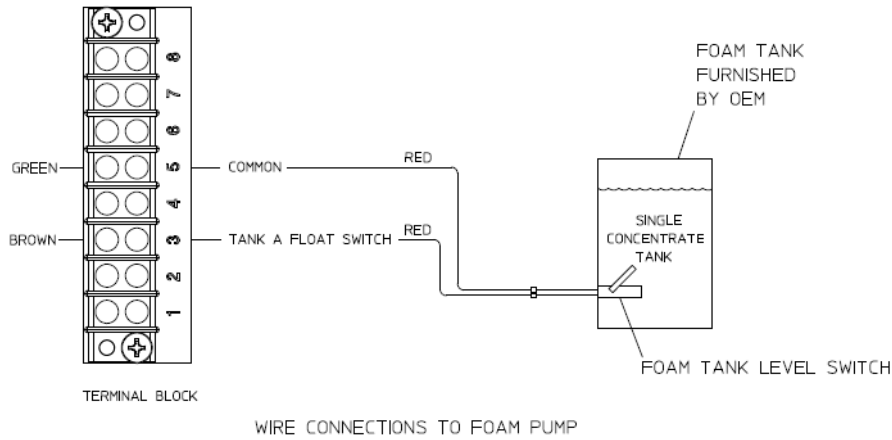 FOAM TANK
FURNISHED
BY OEM
8
7
6
GREEN
5
COMMON
RED
4
BROWN
3
TANK A FLOAT SWITCH
RED
2
1
SINGLE
CONCENTRATE
TANK
FOAM TANK LEVEL SWITCH
TERMINAL BLOCK
WIRE CONNECTIONS TO FOAM PUMP